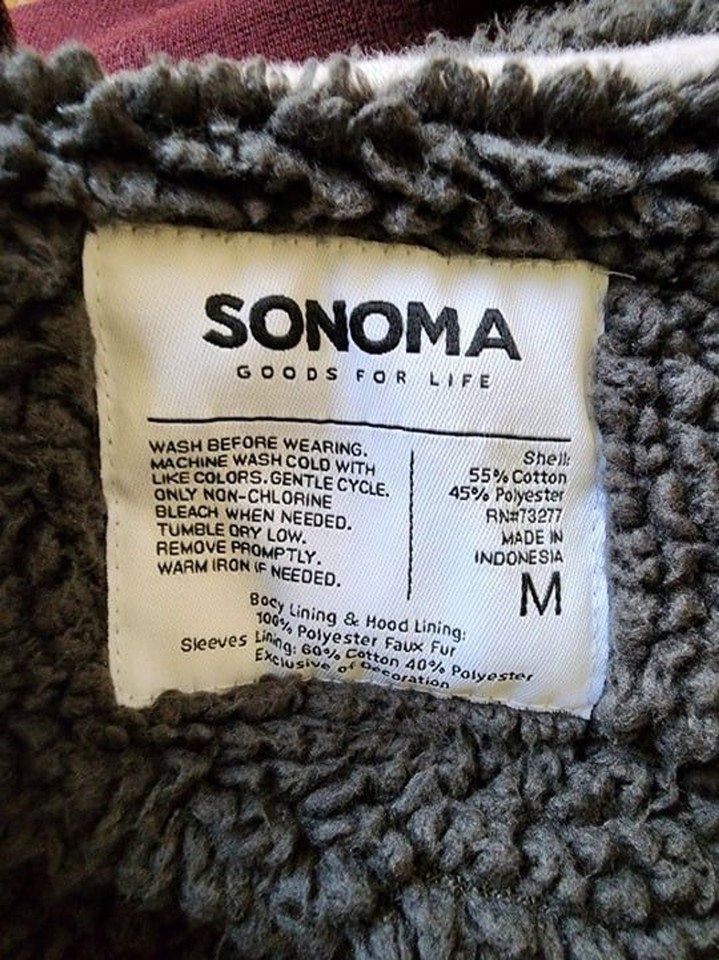 SONOMA
GOODS FOR LIFE
WASH BEFORE WEARING.
MACHINE WASH COLD WITH
LIKE COLORS. GENTLE CYCLE.
ONLY NON-CHLORINE
BLEACH WHEN NEEDED.
TUMBLE DRY LOW.
REMOVE PROMPTLY.
WARM IRON IF NEEDED.
Shell:
55% Cotton
45% Polyester
RN#73277
MADE IN
INDONESIA
M
Body Lining & Hood Lining:
100% Polyester Faux Fur
Sleeves Lining: 60% Cotton 40% Polyester
Exclusive of Decoration